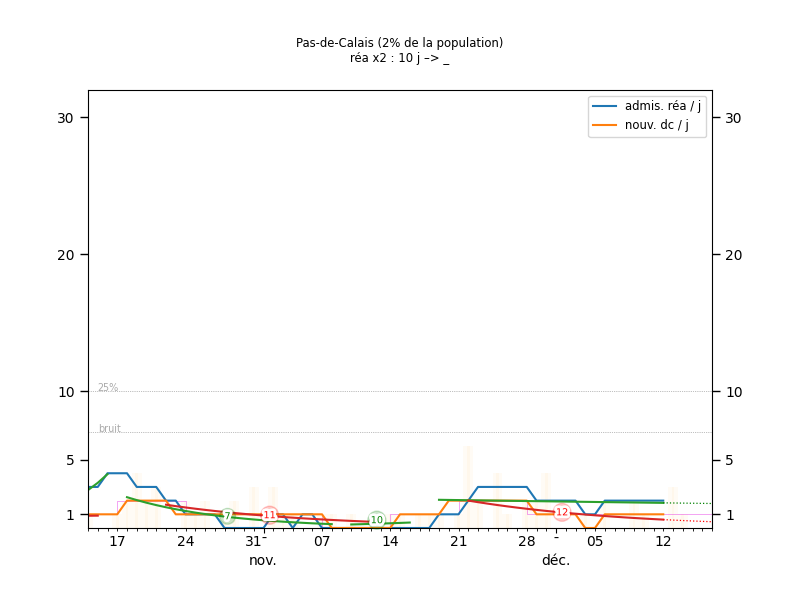 Pas-de-Calais (2% de la population)
réa x2 : 10 j –> _
admis. réa / j
nouv. dc / j
30 30
20 20
10 10
5 5
1 1
25%
bruit
7 11 10 12
17 24 31 07 14 21 28 05 12
nov. déc.